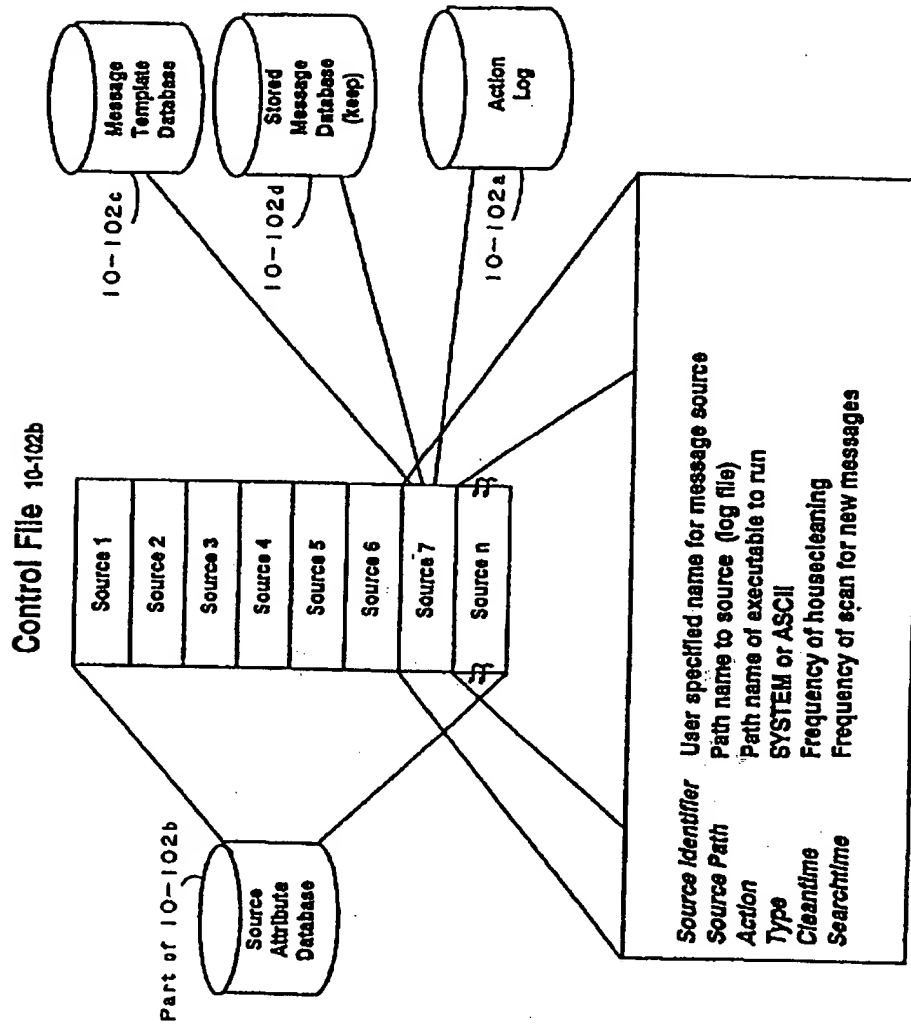 Control File 10-102b
Part of 10-102b
Source
Attribute
Database
Source 1
Source 2
Source 3
Source 4
Source 5
Source 6
Source 7
Source n
10-102c
Message
Template
Database
10-102d
Stored
Message
Database
(keep)
10-102a
Action
Log
Source Identifier User specified name for message source
Source Path Path name to source (log file)
Action Path name of executable to run
Type SYSTEM or ASCII
Cleantime Frequency of housecleaning
Searchtime Frequency of scan for new messages